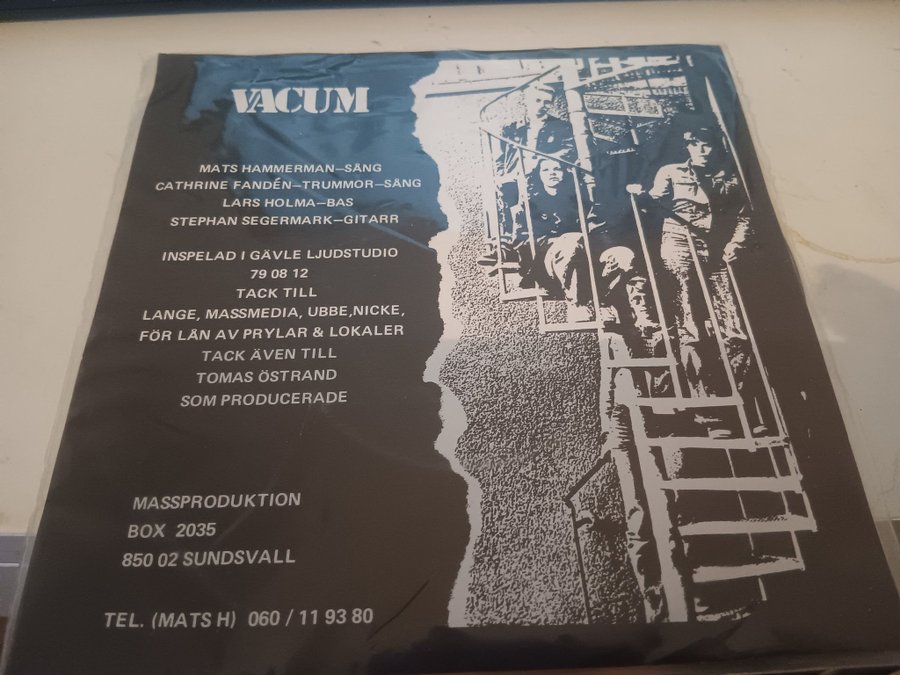 VACUM
MATS HAMMERMAN—SÅNG
CATHRINE FANDÉN—TRUMMOR—SÅNG
LARS HOLMA—BAS
STEPHAN SEGERMARK—GITARR
INSPELAD I GÄVLE LJUDSTUDIO
79 08 12
TACK TILL
LANGE, MASSMEDIA, UBBE,NICKE,
FÖR LÅN AV PRYLAR & LOKALER
TACK ÄVEN TILL
TOMAS ÖSTRAND
SOM PRODUCERADE
MASSPRODUKTION
BOX 2035
850 02 SUNDSVALL
TEL. (MATS H) 060 / 11 93 80